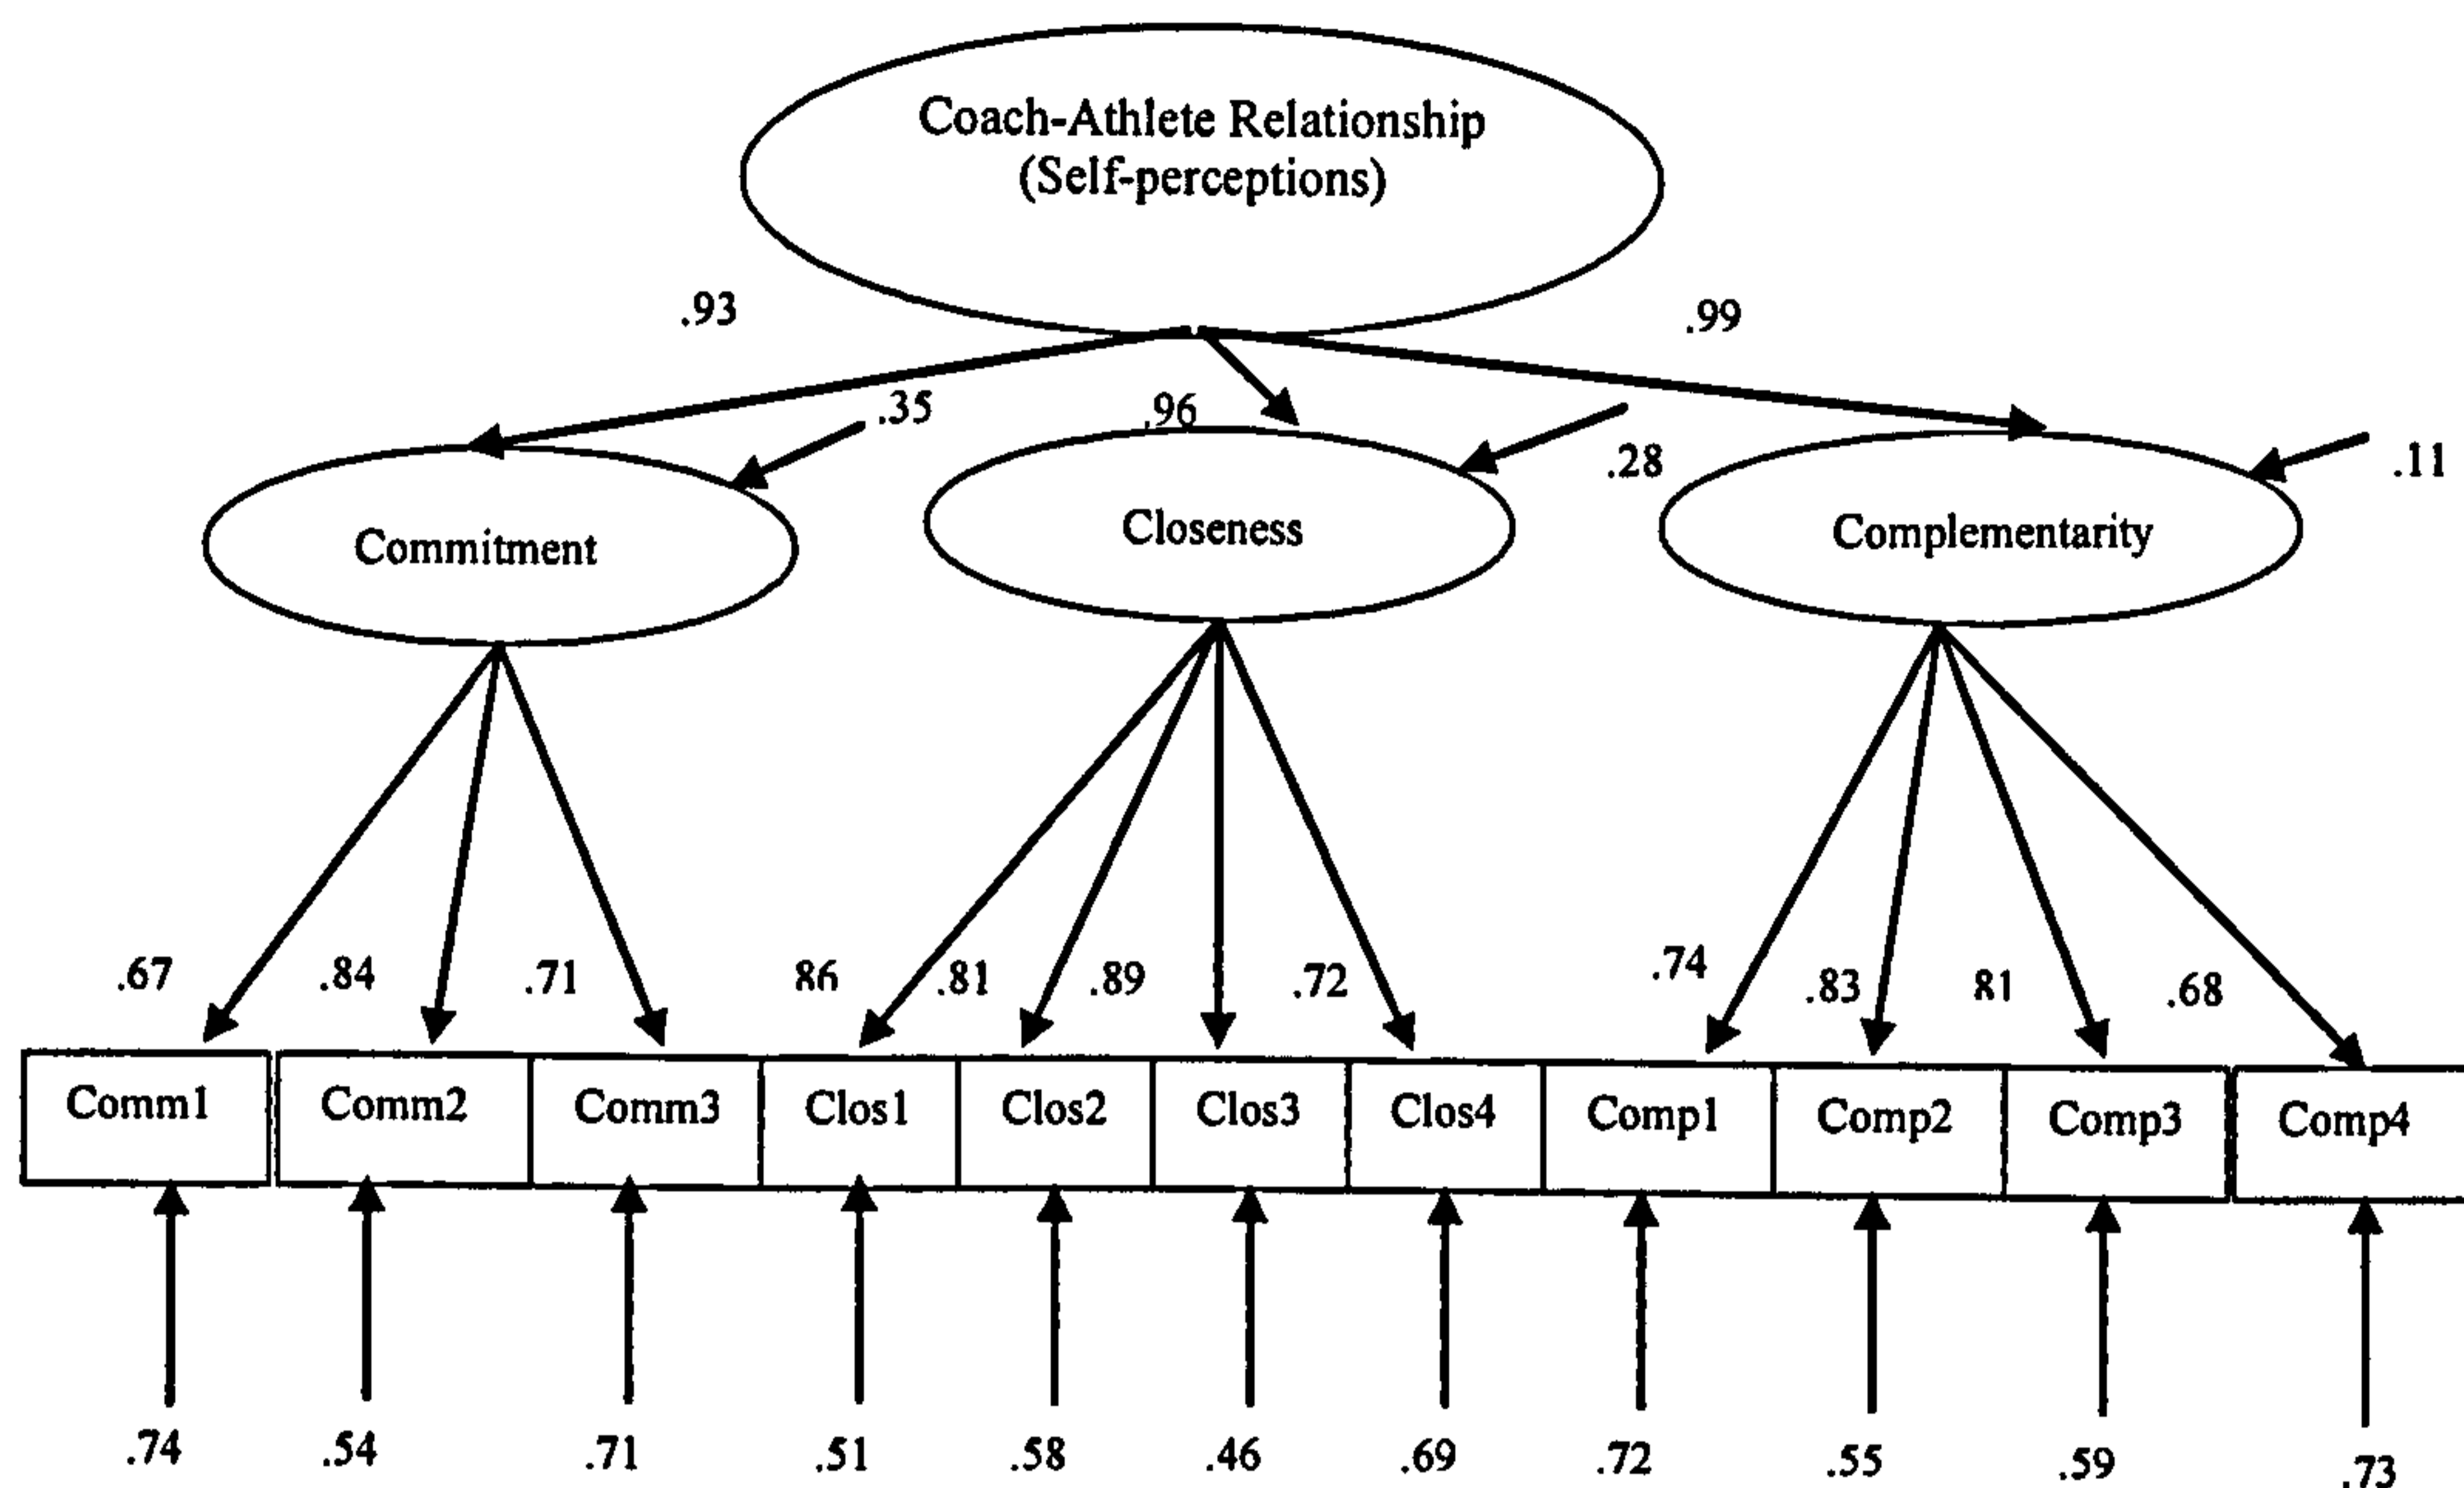 Coach-Athlete Relationship
(Self-perceptions)
.93
.99
.35
.96
.28
.11
Commitment
Closeness
Complementarity
.67
.84
.71
86
.81
.89
.72
.74
.83
81
.68
Comm1
Comm2
Comm3
Clos1
Clos2
Clos3
Clos4
Comp1
Comp2
Comp3
Comp4
.74
.54
.71
.51
.58
.46
.69
.72
.55
.59
.73